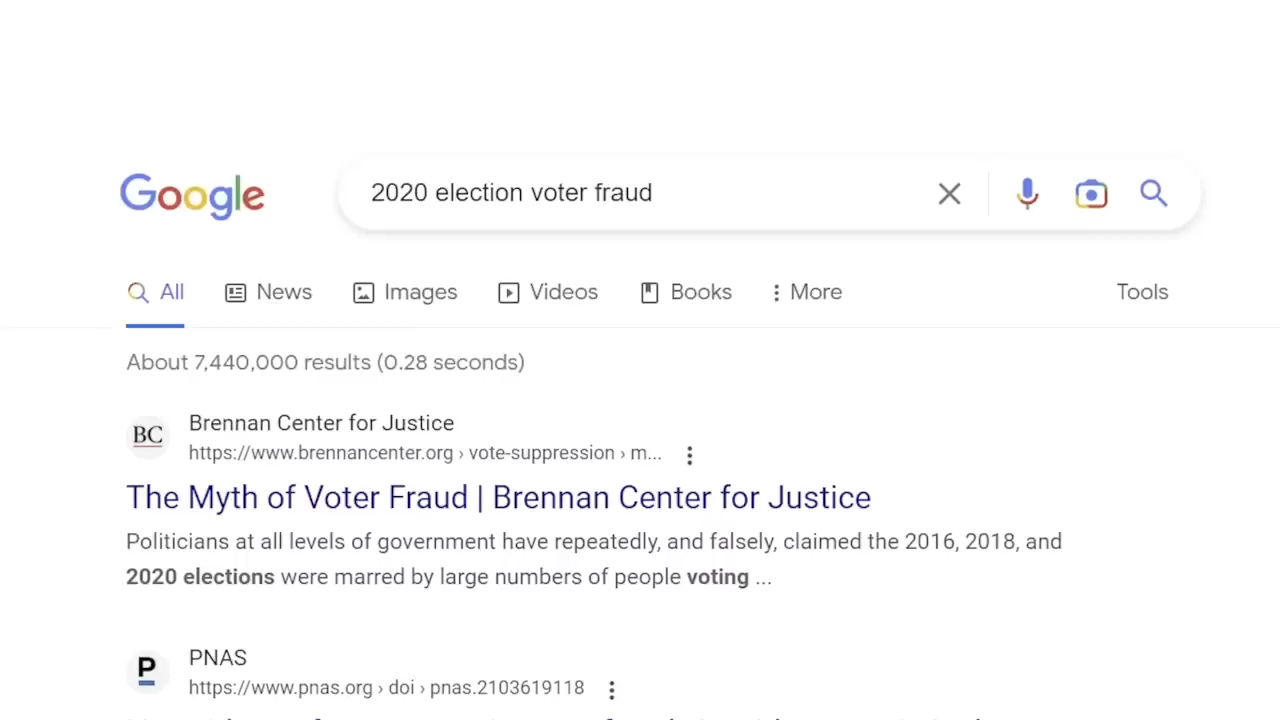 Google
2020 election voter fraud
All News Images Videos Books More Tools
About 7,440,000 results (0.28 seconds)
BC
Brennan Center for Justice
https://www.brennancenter.org › vote-suppression › m...
The Myth of Voter Fraud | Brennan Center for Justice
Politicians at all levels of government have repeatedly, and falsely, claimed the 2016, 2018, and
2020 elections were marred by large numbers of people voting ...
P
PNAS
https://www.pnas.org › doi › pnas.2103619118